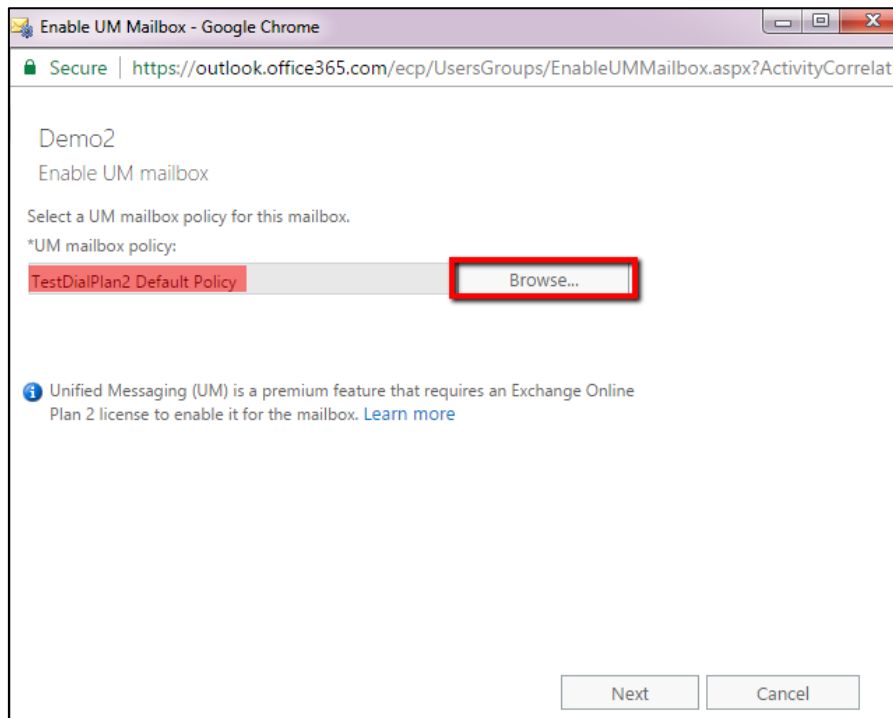 Enable UM Mailbox - Google Chrome
Secure | https://outlook.office365.com/ecp/UsersGroups/EnableUMMailbox.aspx?ActivityCorrelat
Demo2
Enable UM mailbox
Select a UM mailbox policy for this mailbox.
*UM mailbox policy:
TestDialPlan2 Default Policy Browse...
Unified Messaging (UM) is a premium feature that requires an Exchange Online
Plan 2 license to enable it for the mailbox. Learn more
Next Cancel